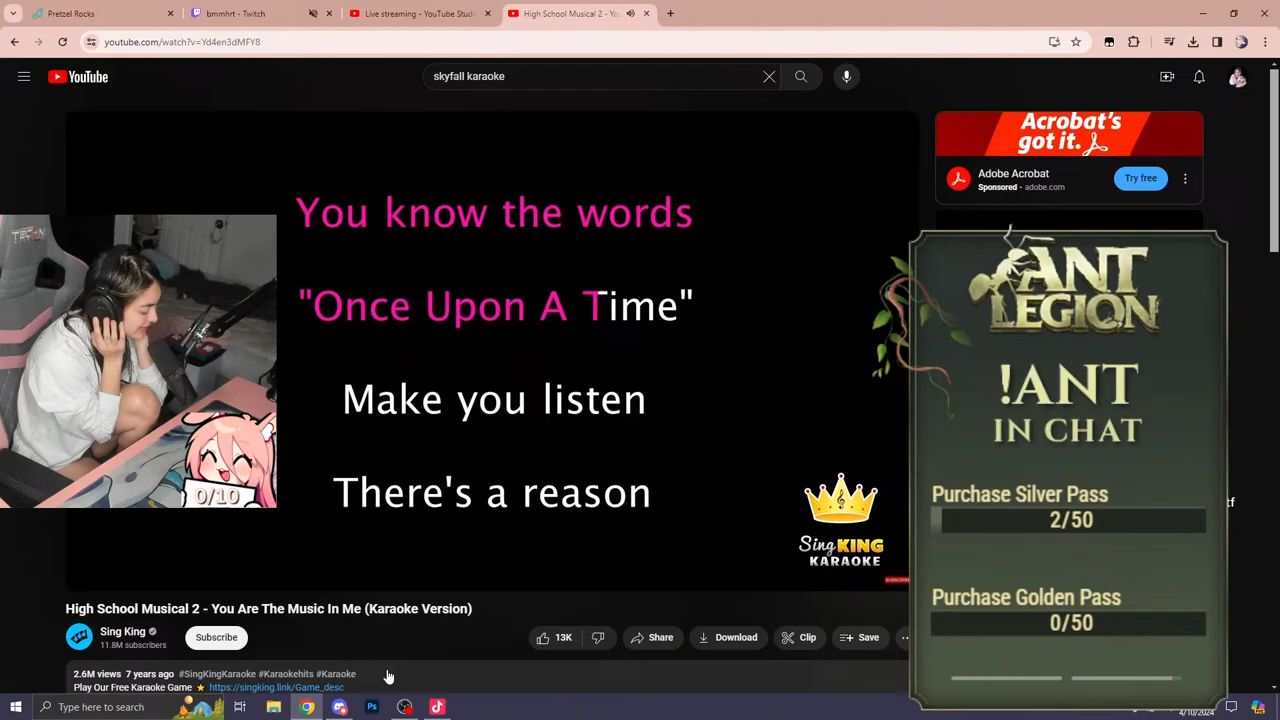 Pretzel Rocks
bmmhrt - Twitch
Live streaming - YouTube Studi
High School Musical 2 - You
youtube.com/watch?v=Yd4en3dMFY8
YouTube
skyfall karaoke
Acrobat's
got it.
Adobe Acrobat
Sponsored · adobe.com
Try free
You know the words
"Once Upon A Time"
Make you listen
There's a reason
Sing KING
KARAOKE
SUBSCRIBE
0/10
ANT
LEGION
!ANT
IN CHAT
Purchase Silver Pass
2/50
Purchase Golden Pass
0/50
High School Musical 2 - You Are The Music In Me (Karaoke Version)
Sing King
11.8M subscribers
Subscribe
13K
Share
Download
Clip
Save
2.6M views 7 years ago #SingKingKaraoke #Karaokehits #Karaoke
Play Our Free Karaoke Game ⭐ https://singking.link/Game_desc
Type here to search
4/10/2024